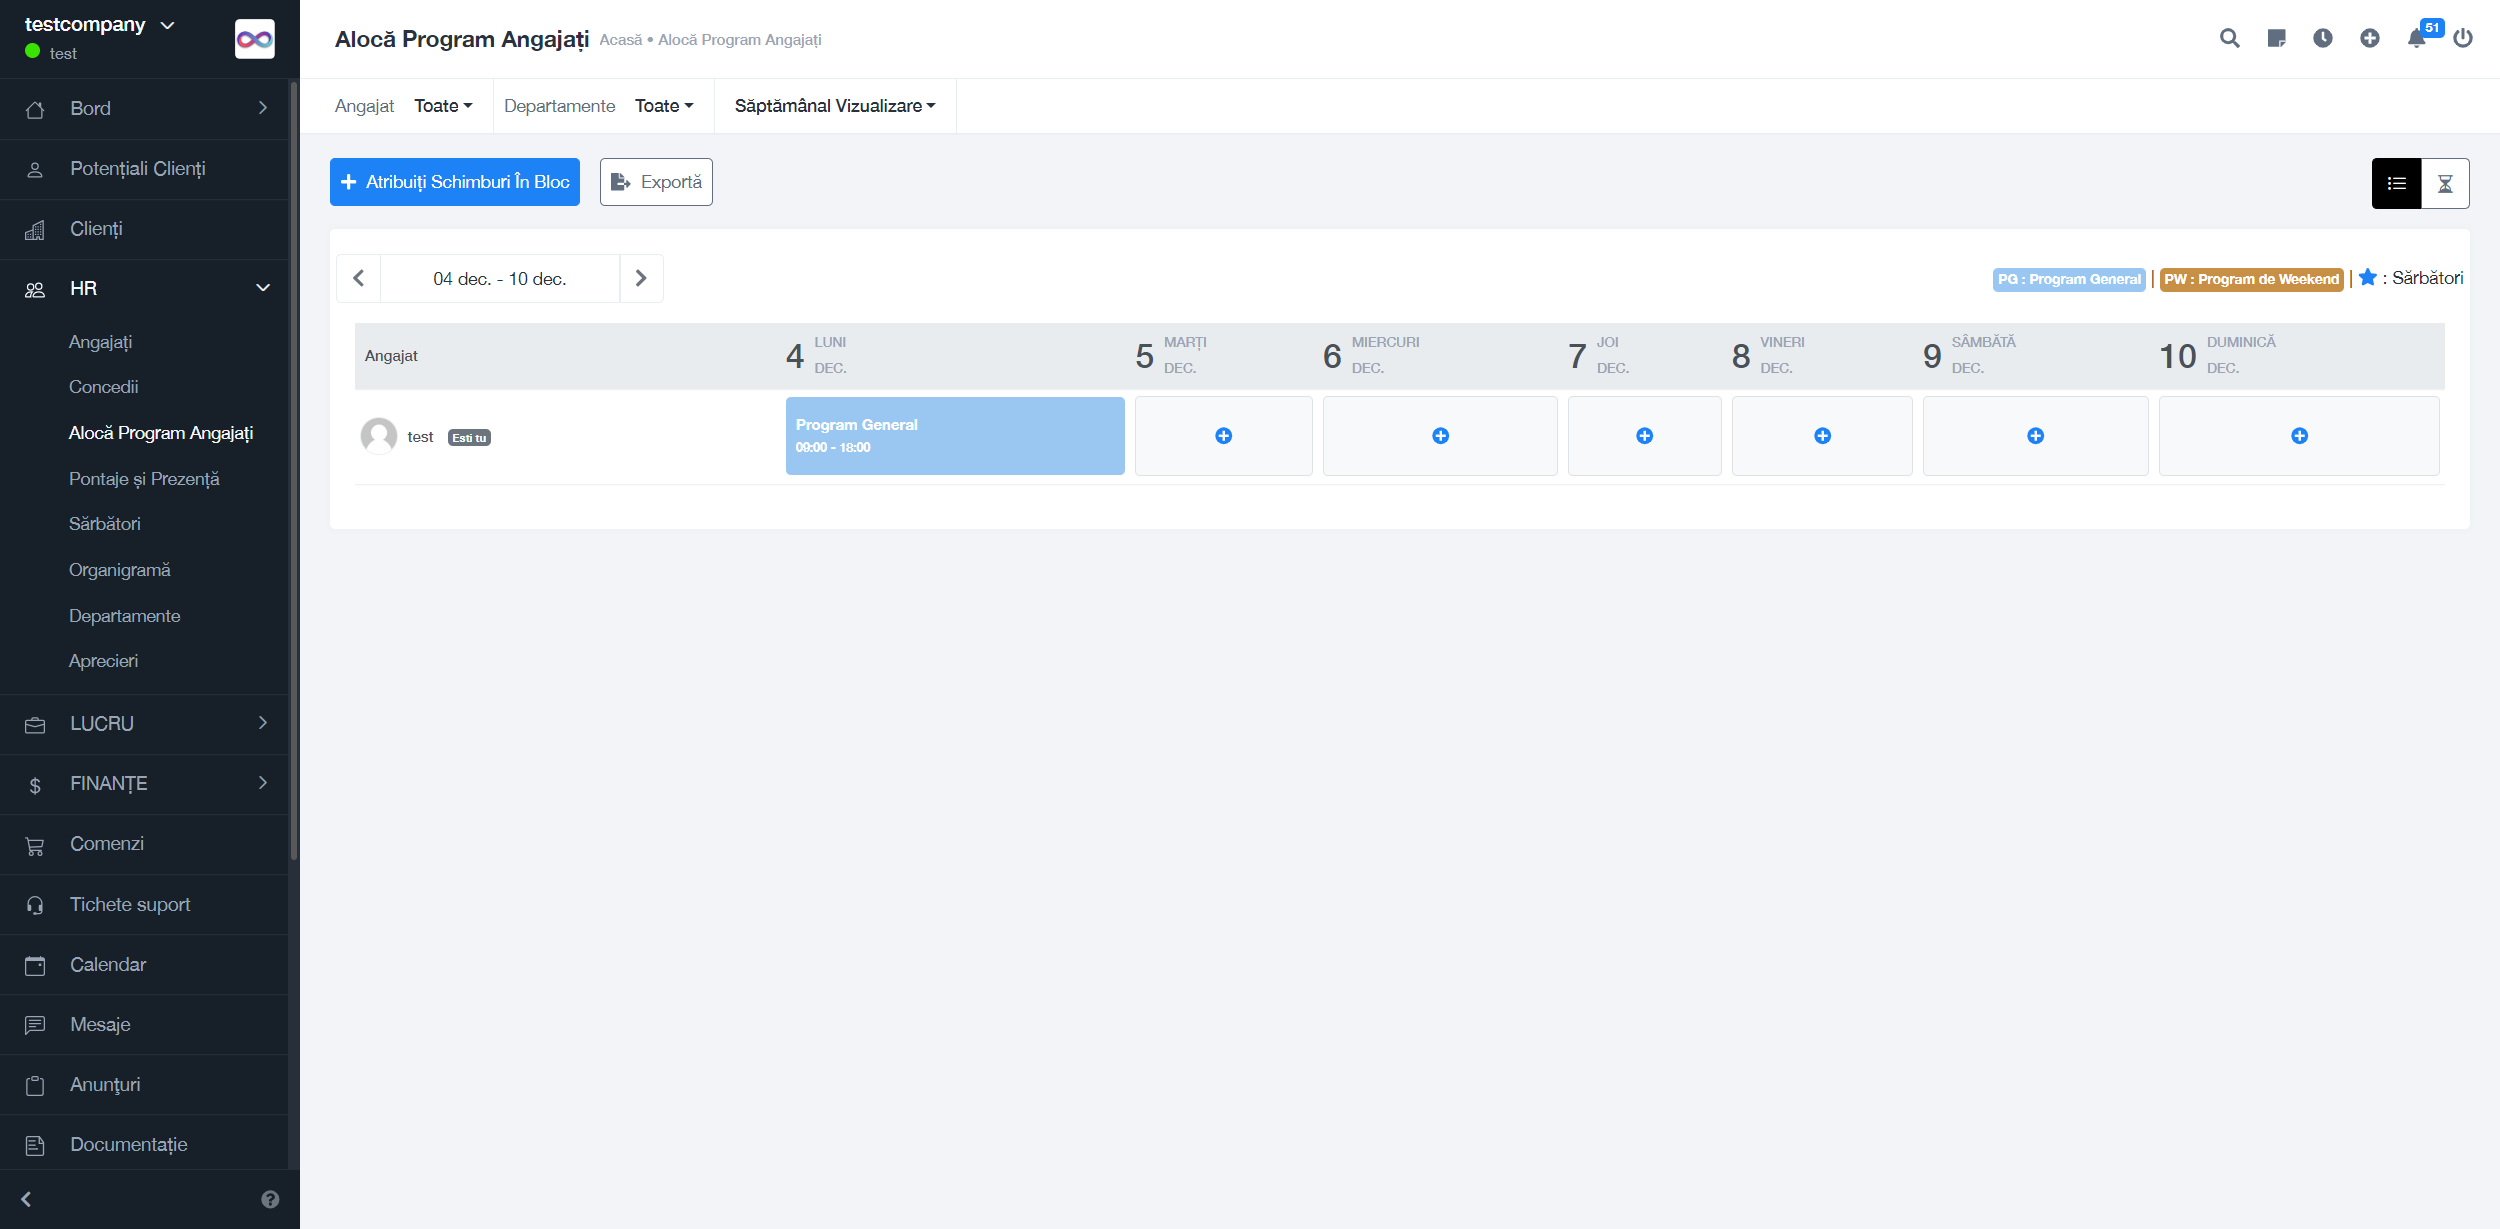 testcompany
test
Bord
Potențiali Clienți
Clienți
HR
Angajați
Concedii
Alocă Program Angajați
Pontaje și Prezență
Sărbători
Organigramă
Departamente
Aprecieri
LUCRU
FINANȚE
Comenzi
Tichete suport
Calendar
Mesaje
Anunţuri
Documentație
Alocă Program Angajați Acasă • Alocă Program Angajați
51
Angajat Toate Departamente Toate Săptămânal Vizualizare
Atribuiți Schimburi În Bloc Exportă
04 dec. - 10 dec.
PG : Program General | PW : Program de Weekend | : Sărbători
Angajat
4 LUNI DEC.
5 MARȚI DEC.
6 MIERCURI DEC.
7 JOI DEC.
8 VINERI DEC.
9 SÂMBĂTĂ DEC.
10 DUMINICĂ DEC.
test Esti tu
Program General
09:00 - 18:00